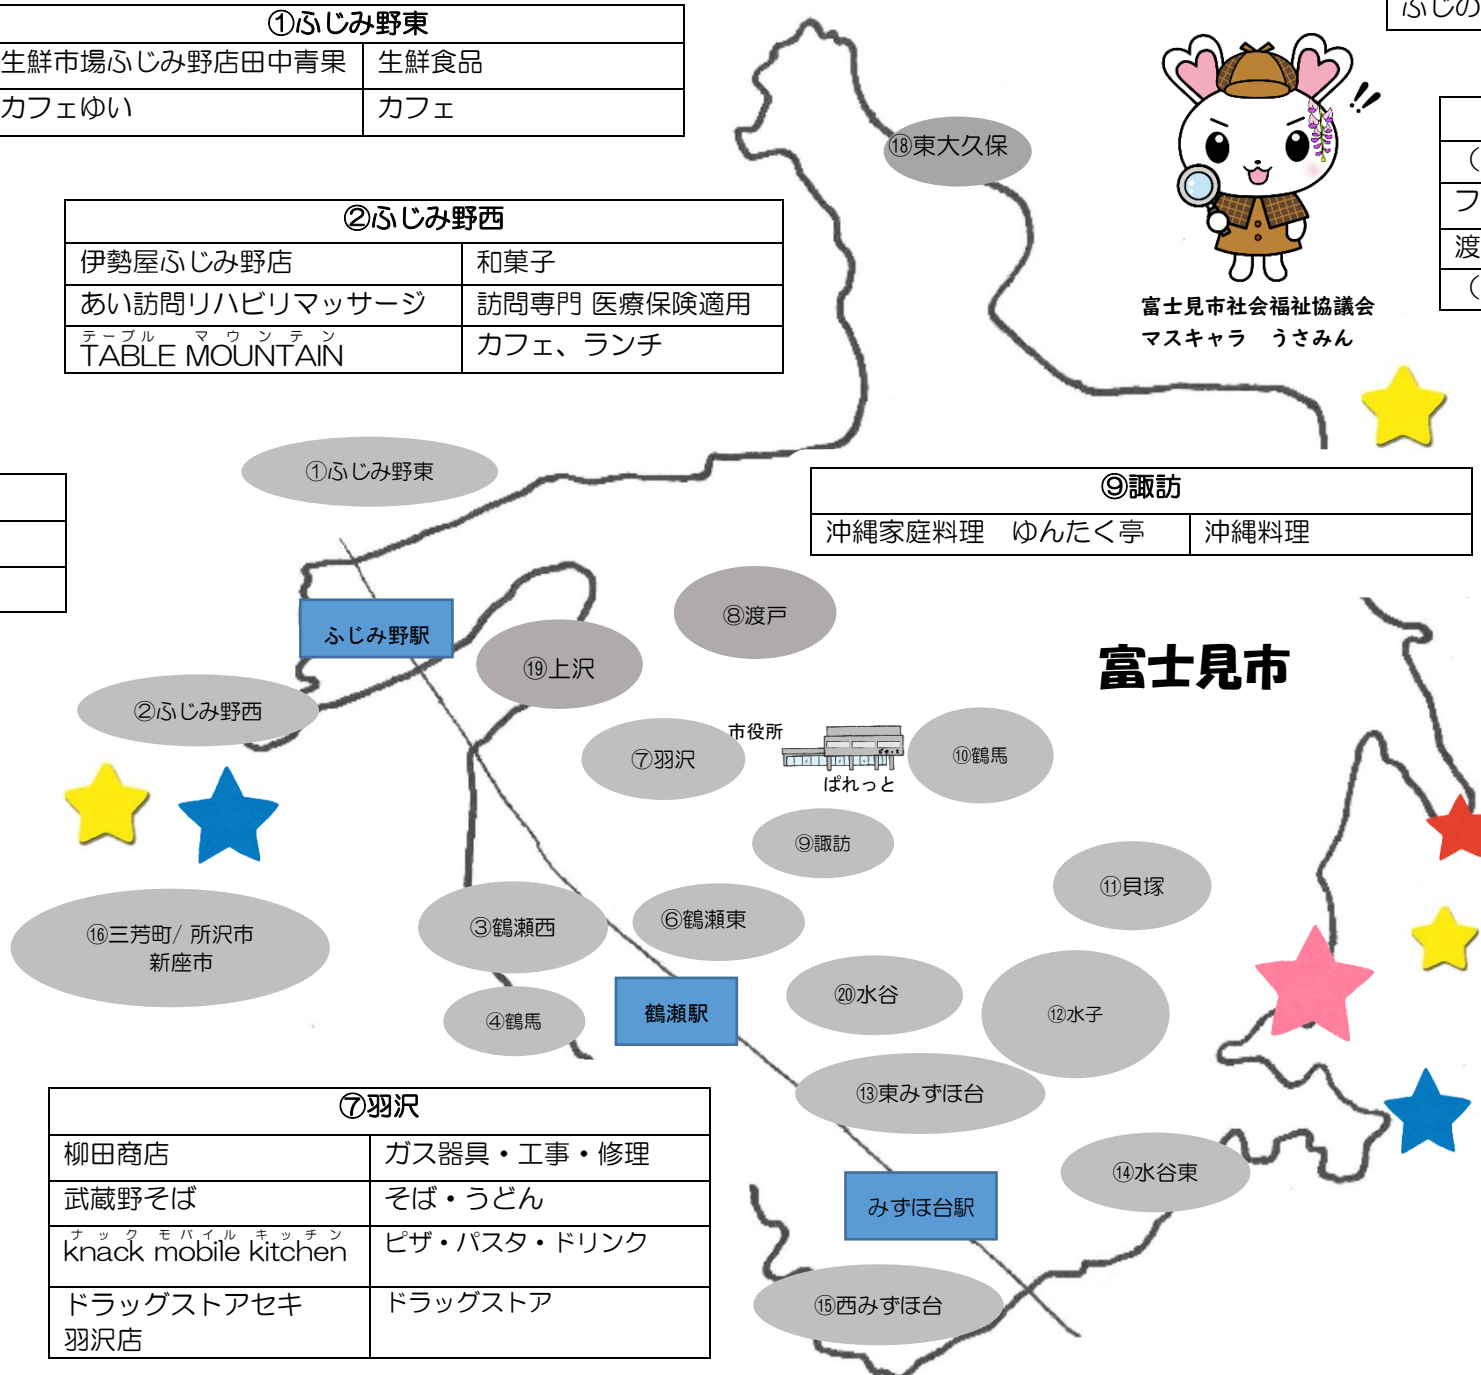 ①ふじみ野東
生鮮市場ふじみ野店田中青果 生鮮食品
カフェゆい カフェ
ふじの
⑱東大久保
（
フ
渡
（
富士見市社会福祉協議会
マスキャラ　うさみん
②ふじみ野西
伊勢屋ふじみ野店 和菓子
あい訪問リハビリマッサージ 訪問専門 医療保険適用
テーブル マウンテン
TABLE MOUNTAIN カフェ、ランチ
①ふじみ野東
⑨諏訪
沖縄家庭料理　ゆんたく亭 沖縄料理
ふじみ野駅
⑧渡戸
⑲上沢
富士見市
②ふじみ野西
⑦羽沢
市役所
ぱれっと
⑩鶴馬
⑨諏訪
⑪貝塚
⑯三芳町/ 所沢市
新座市
③鶴瀬西
⑥鶴瀬東
④鶴馬
鶴瀬駅
⑳水谷
⑫水子
⑬東みずほ台
⑭水谷東
みずほ台駅
⑮西みずほ台
⑦羽沢
柳田商店 ガス器具・工事・修理
武蔵野そば そば・うどん
ナック モバイル キッチン
knack mobile kitchen ピザ・パスタ・ドリンク
ドラッグストアセキ ドラッグストア
羽沢店